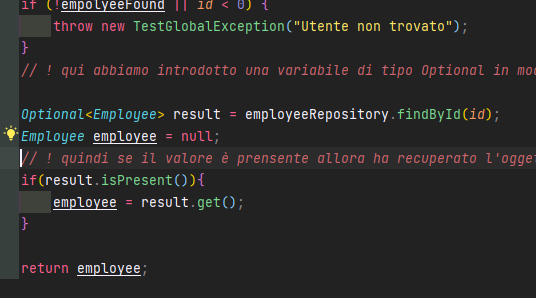 if (!empolyeeFound || id < 0) {
throw new TestGlobalException("Utente non trovato");
}
// ! qui abbiamo introdotto una variabile di tipo Optional in mod
Optional<Employee> result = employeeRepository.findById(id);
Employee employee = null;
// ! quindi se il valore è prensente allora ha recuperato l'ogget
if(result.isPresent()){
employee = result.get();
}
return employee;